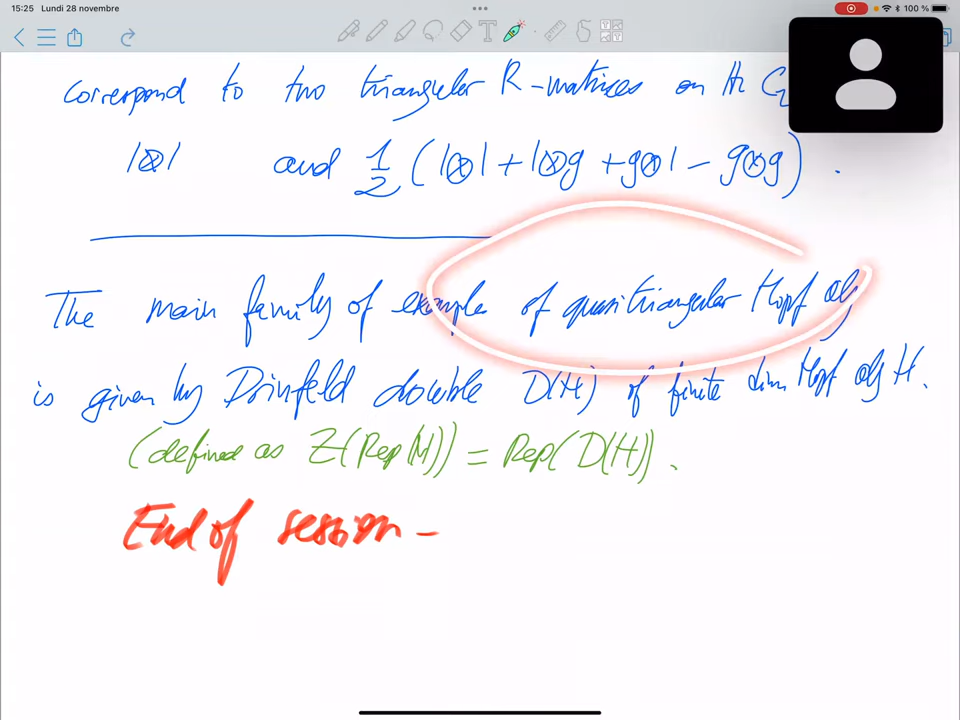 15:25 Lundi 28 novembre
100 %
correspond to two triangular R-matrices on
1⊗1 and 1/2 (1⊗1 + 1⊗g + g⊗1 - g⊗g) .
The main family of example of quasitriangular Hopf alg
is given by Drinfeld double D(H) of finite dim Hopf alg H.
(defined as Z(Rep(H)) = Rep(D(H)).
End of session -